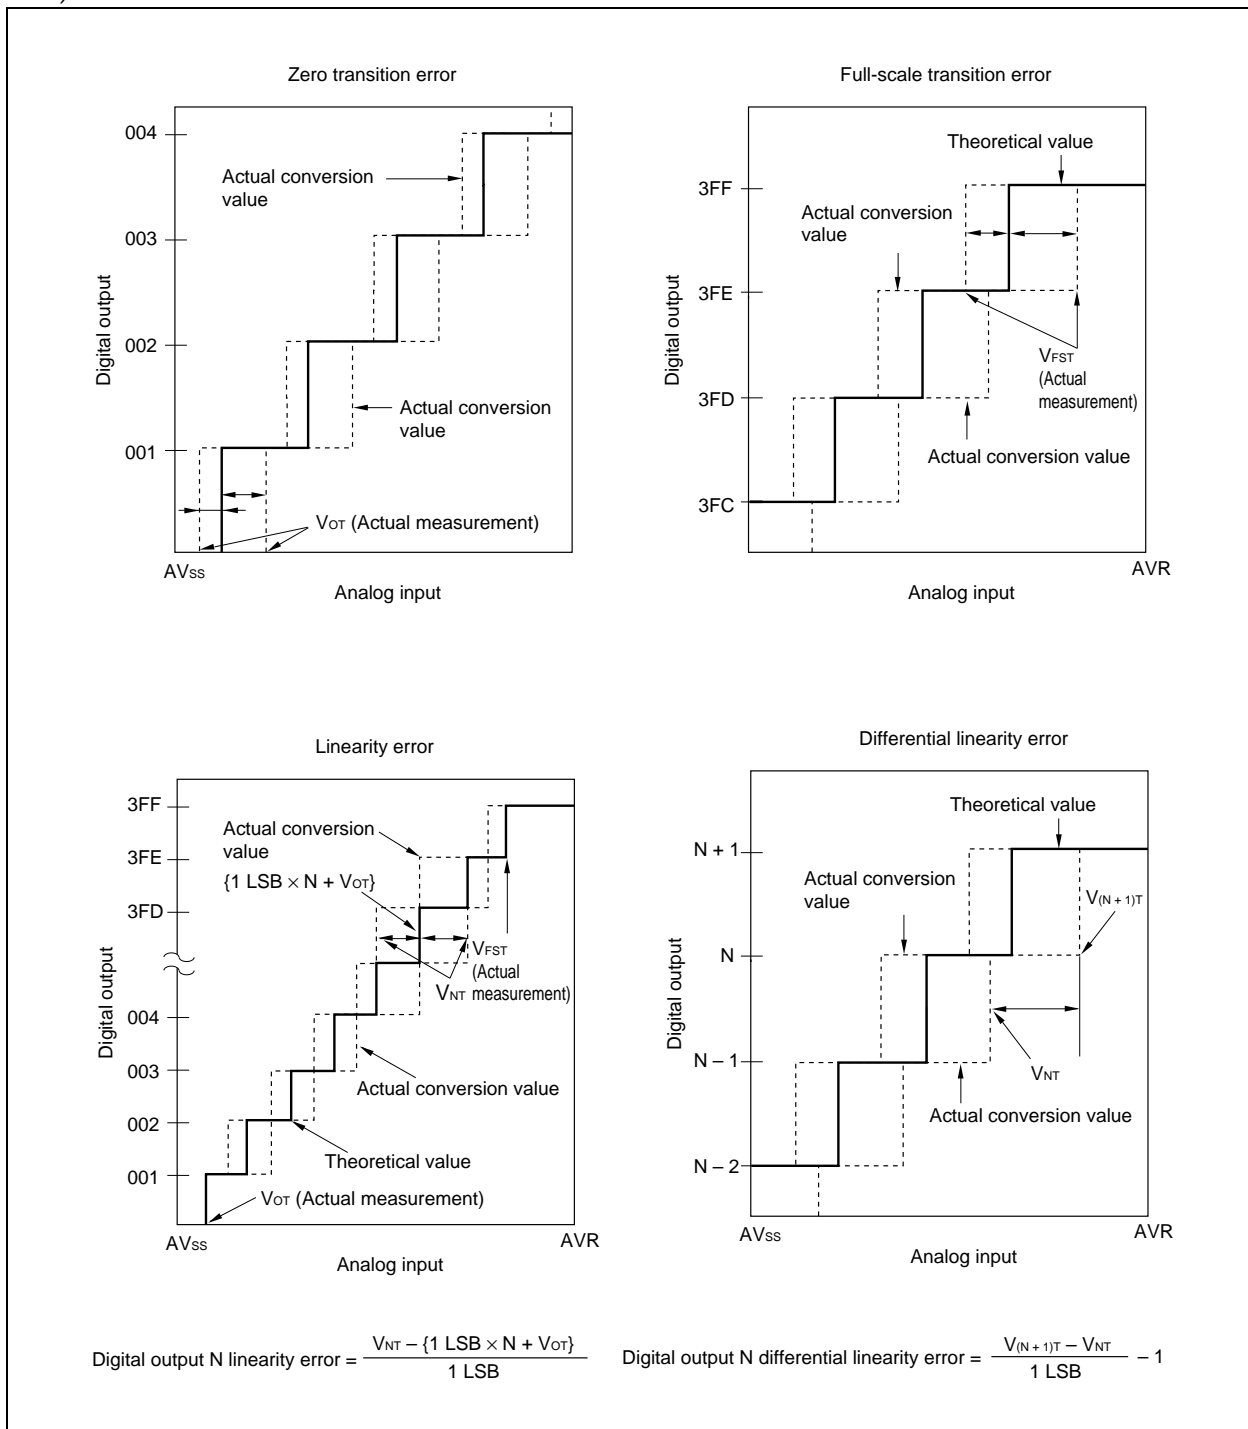 Zero transition error
004
003
002
001
Digital output
Actual conversion
value
Actual conversion
value
VOT (Actual measurement)
AVSS
Analog input
Full-scale transition error
3FF
3FE
3FD
3FC
Digital output
Theoretical value
Actual conversion
value
VFST
(Actual
measurement)
Actual conversion value
AVR
Analog input
Linearity error
3FF
3FE
3FD
004
003
002
001
Digital output
Actual conversion
value
{1 LSB × N + VOT}
VFST
(Actual
measurement)
VNT
Actual conversion value
Theoretical value
VOT (Actual measurement)
AVSS
AVR
Analog input
Differential linearity error
N + 1
N
N – 1
N – 2
Digital output
Theoretical value
Actual conversion
value
V(N + 1)T
VNT
Actual conversion value
AVSS
AVR
Analog input
Digital output N linearity error = VNT – {1 LSB × N + VOT}
1 LSB
Digital output N differential linearity error = V(N + 1)T – VNT – 1
1 LSB